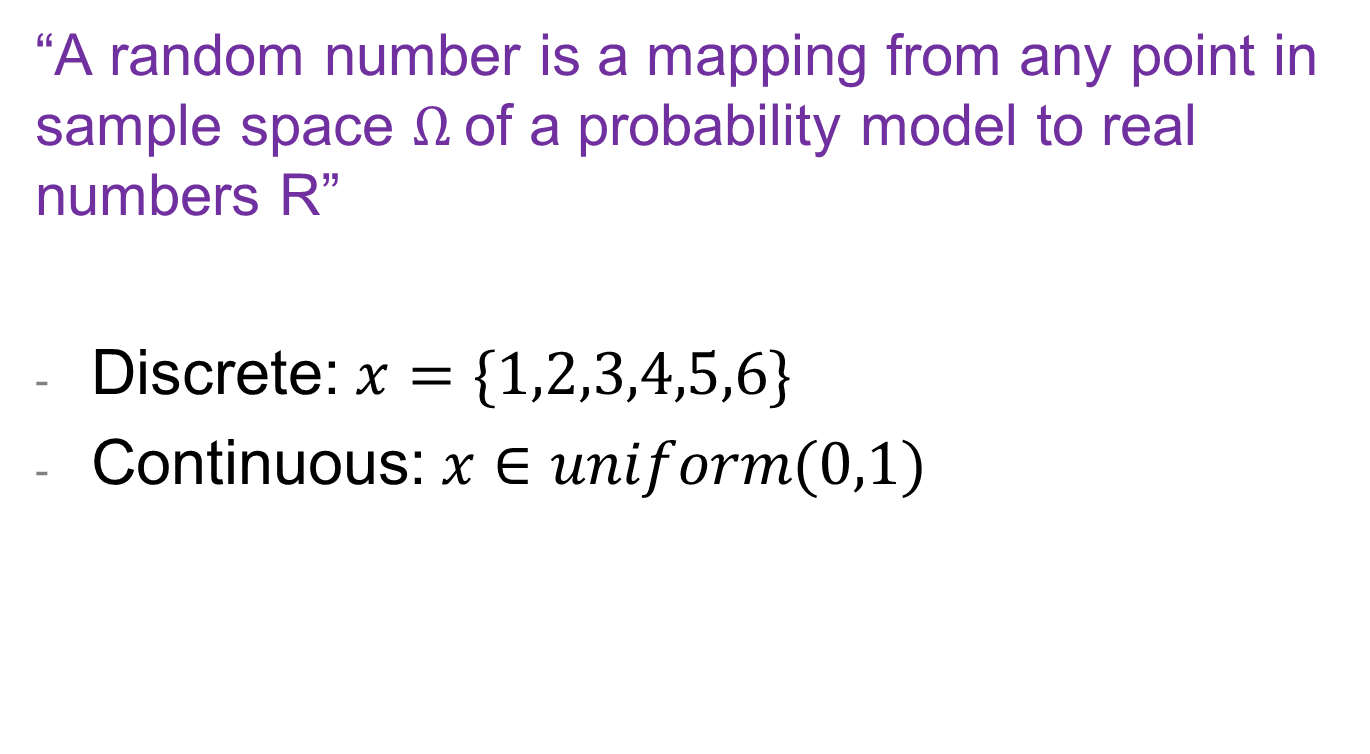 “A random number is a mapping from any point in
sample space Ω of a probability model to real
numbers R”
- Discrete: x = {1,2,3,4,5,6}
- Continuous: x ∈ uniform(0,1)